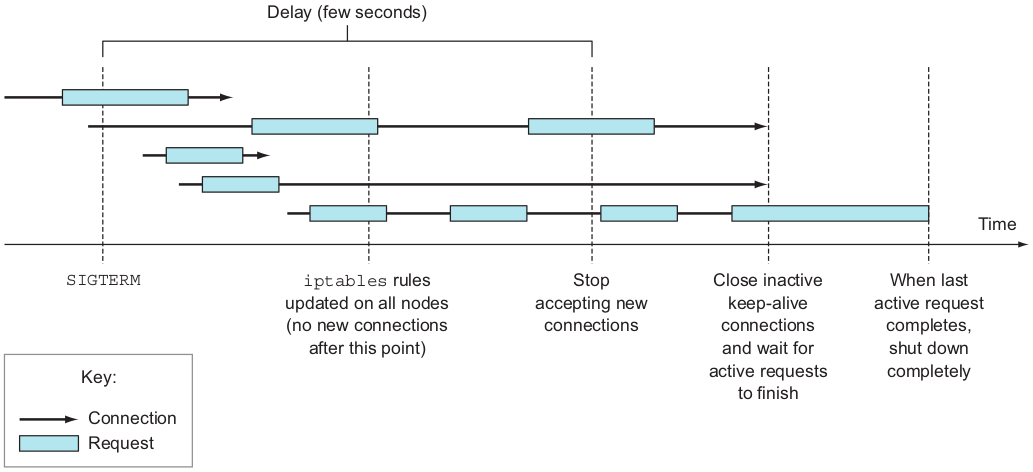 Delay (few seconds)
Time
SIGTERM
iptables rules
updated on all nodes
(no new connections
after this point)
Stop
accepting new
connections
Close inactive
keep-alive
connections
and wait for
active requests
to finish
When last
active request
completes,
shut down
completely
Key:
Connection
Request